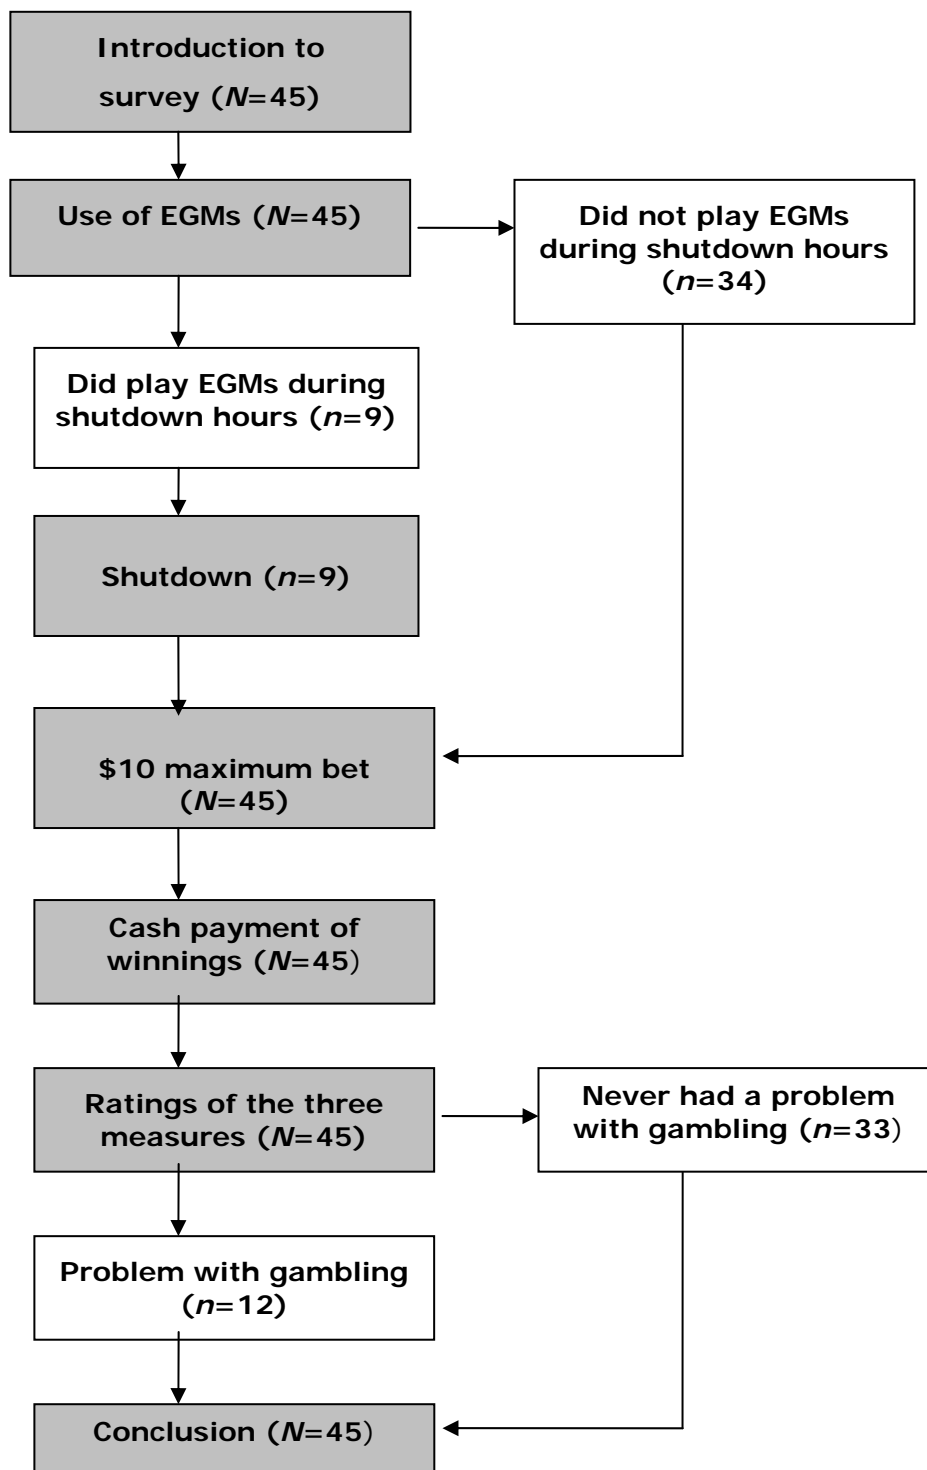 Introduction to
survey (N=45)
Use of EGMs (N=45)
Did not play EGMs
during shutdown hours
(n=34)
Did play EGMs during
shutdown hours (n=9)
Shutdown (n=9)
$10 maximum bet
(N=45)
Cash payment of
winnings (N=45)
Ratings of the three
measures (N=45)
Never had a problem
with gambling (n=33)
Problem with gambling
(n=12)
Conclusion (N=45)